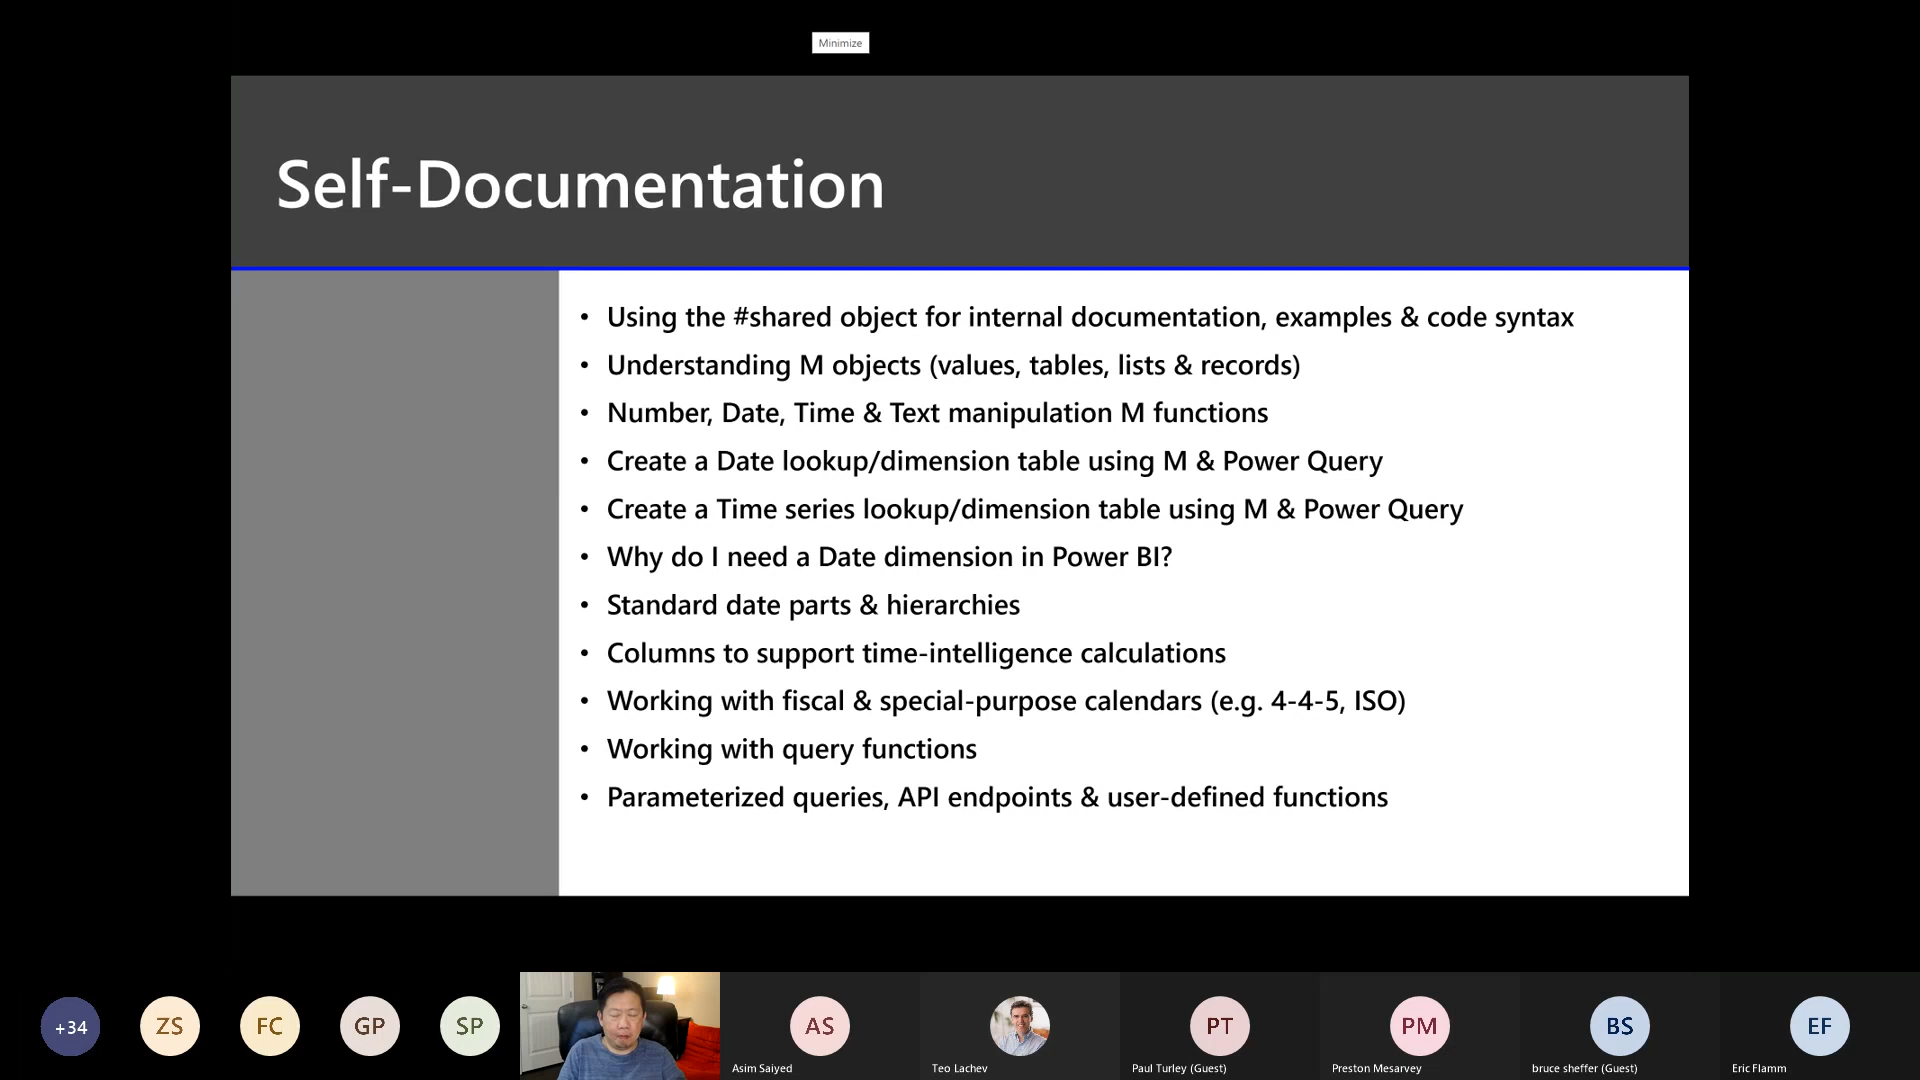 Minimize
Self-Documentation
• Using the #shared object for internal documentation, examples & code syntax
• Understanding M objects (values, tables, lists & records)
• Number, Date, Time & Text manipulation M functions
• Create a Date lookup/dimension table using M & Power Query
• Create a Time series lookup/dimension table using M & Power Query
• Why do I need a Date dimension in Power BI?
• Standard date parts & hierarchies
• Columns to support time-intelligence calculations
• Working with fiscal & special-purpose calendars (e.g. 4-4-5, ISO)
• Working with query functions
• Parameterized queries, API endpoints & user-defined functions
+34 ZS FC GP SP AS PT PM BS EF
Asim Saiyed Teo Lachev Paul Turley (Guest) Preston Mesarvey bruce sheffer (Guest) Eric Flamm